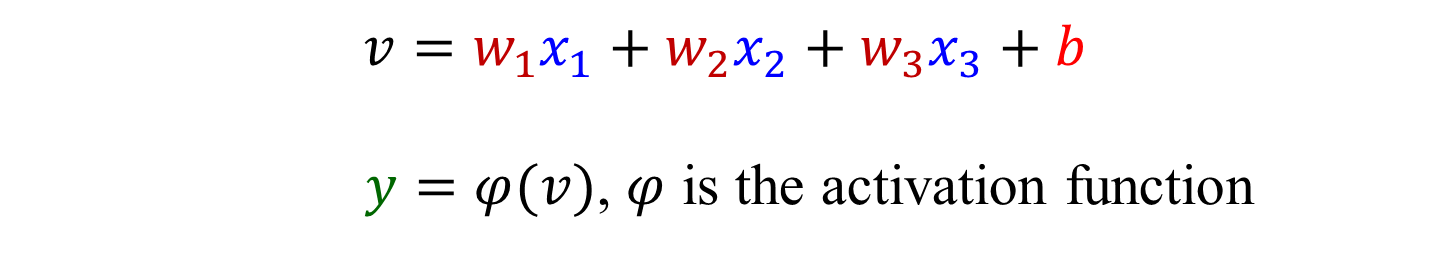 v = w₁x₁ + w₂x₂ + w₃x₃ + b
y = φ(v), φ is the activation function